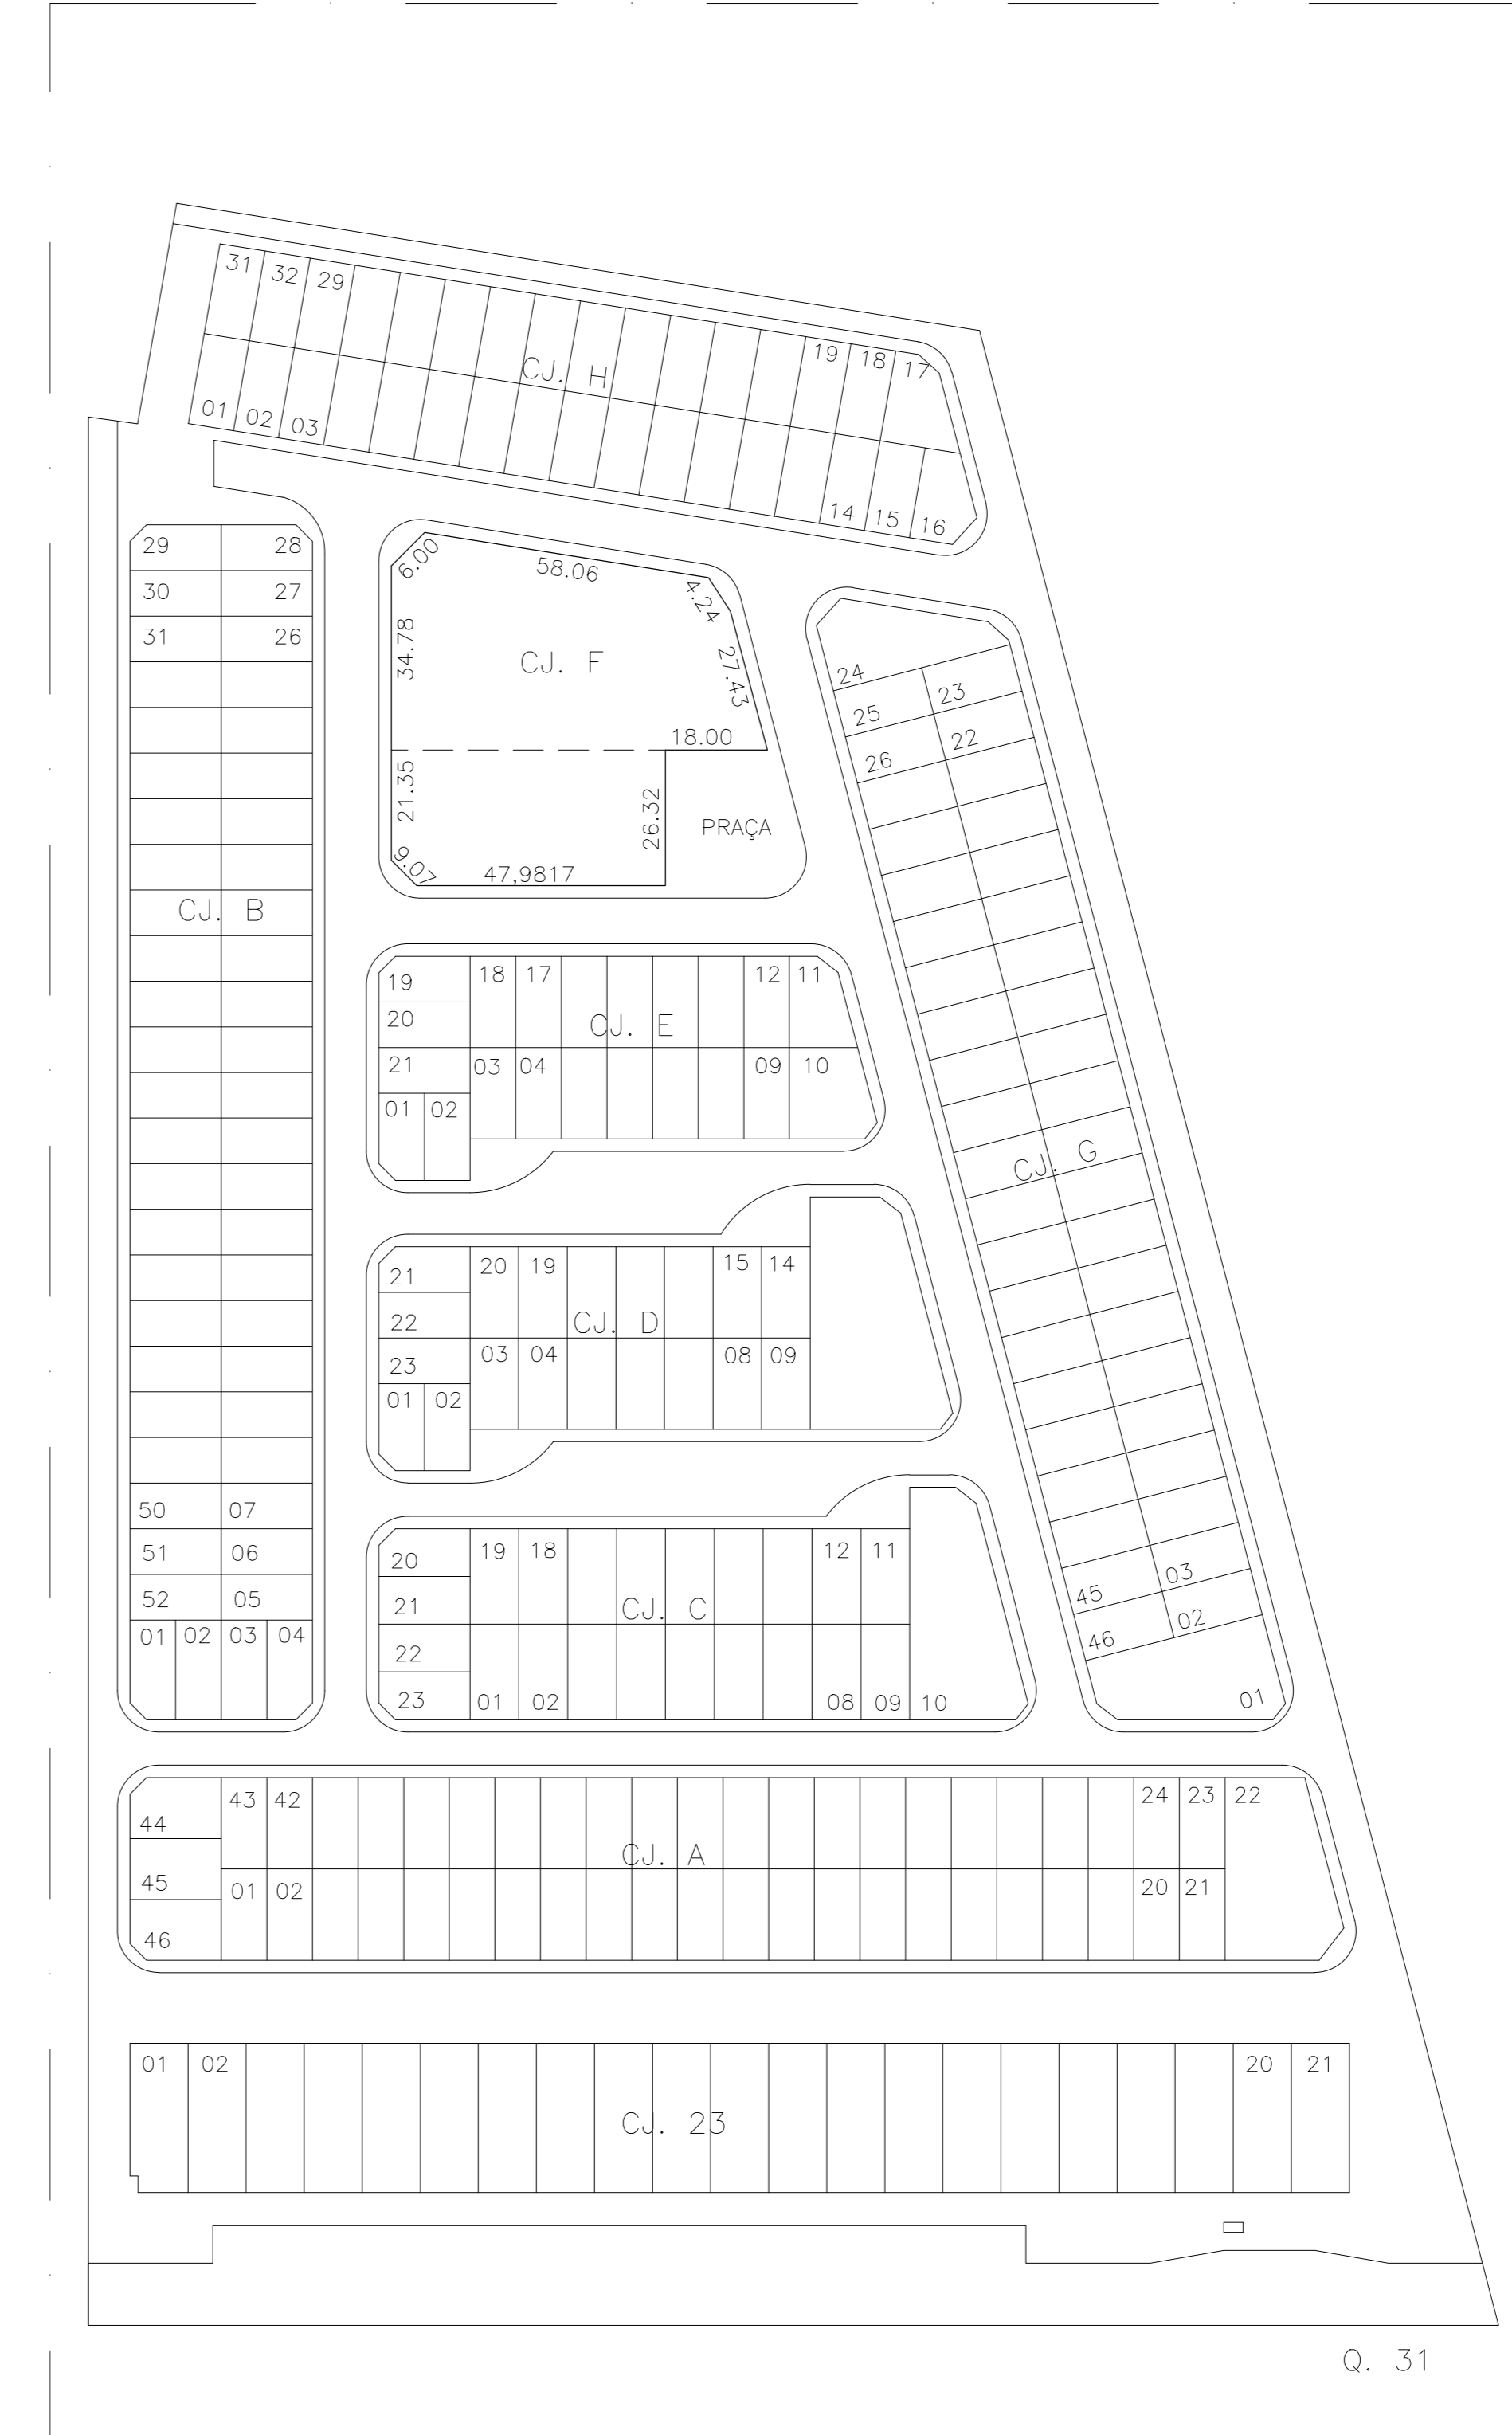 31 32 29
19 18 17
CJ. H
01 02 03
14 15 16
29 28
30 27
31 26
CJ. B
50 07
51 06
52 05
01 02 03 04
6.00
58.06
4.24
34.78
27.43
CJ. F
18.00
21.35
26.32
PRAÇA
9.07
47,9817
24
25 23
26 22
CJ. G
45 03
46 02
01
19 18 17 12 11
20
CJ. E
21 03 04 09 10
01 02
21 20 19 15 14
22
CJ. D
23 03 04 08 09
01 02
20 19 18 12 11
21
CJ. C
22
23 01 02 08 09 10
43 42 24 23 22
44
CJ. A
45 01 02 20 21
46
01 02 20 21
CJ. 23
Q. 31